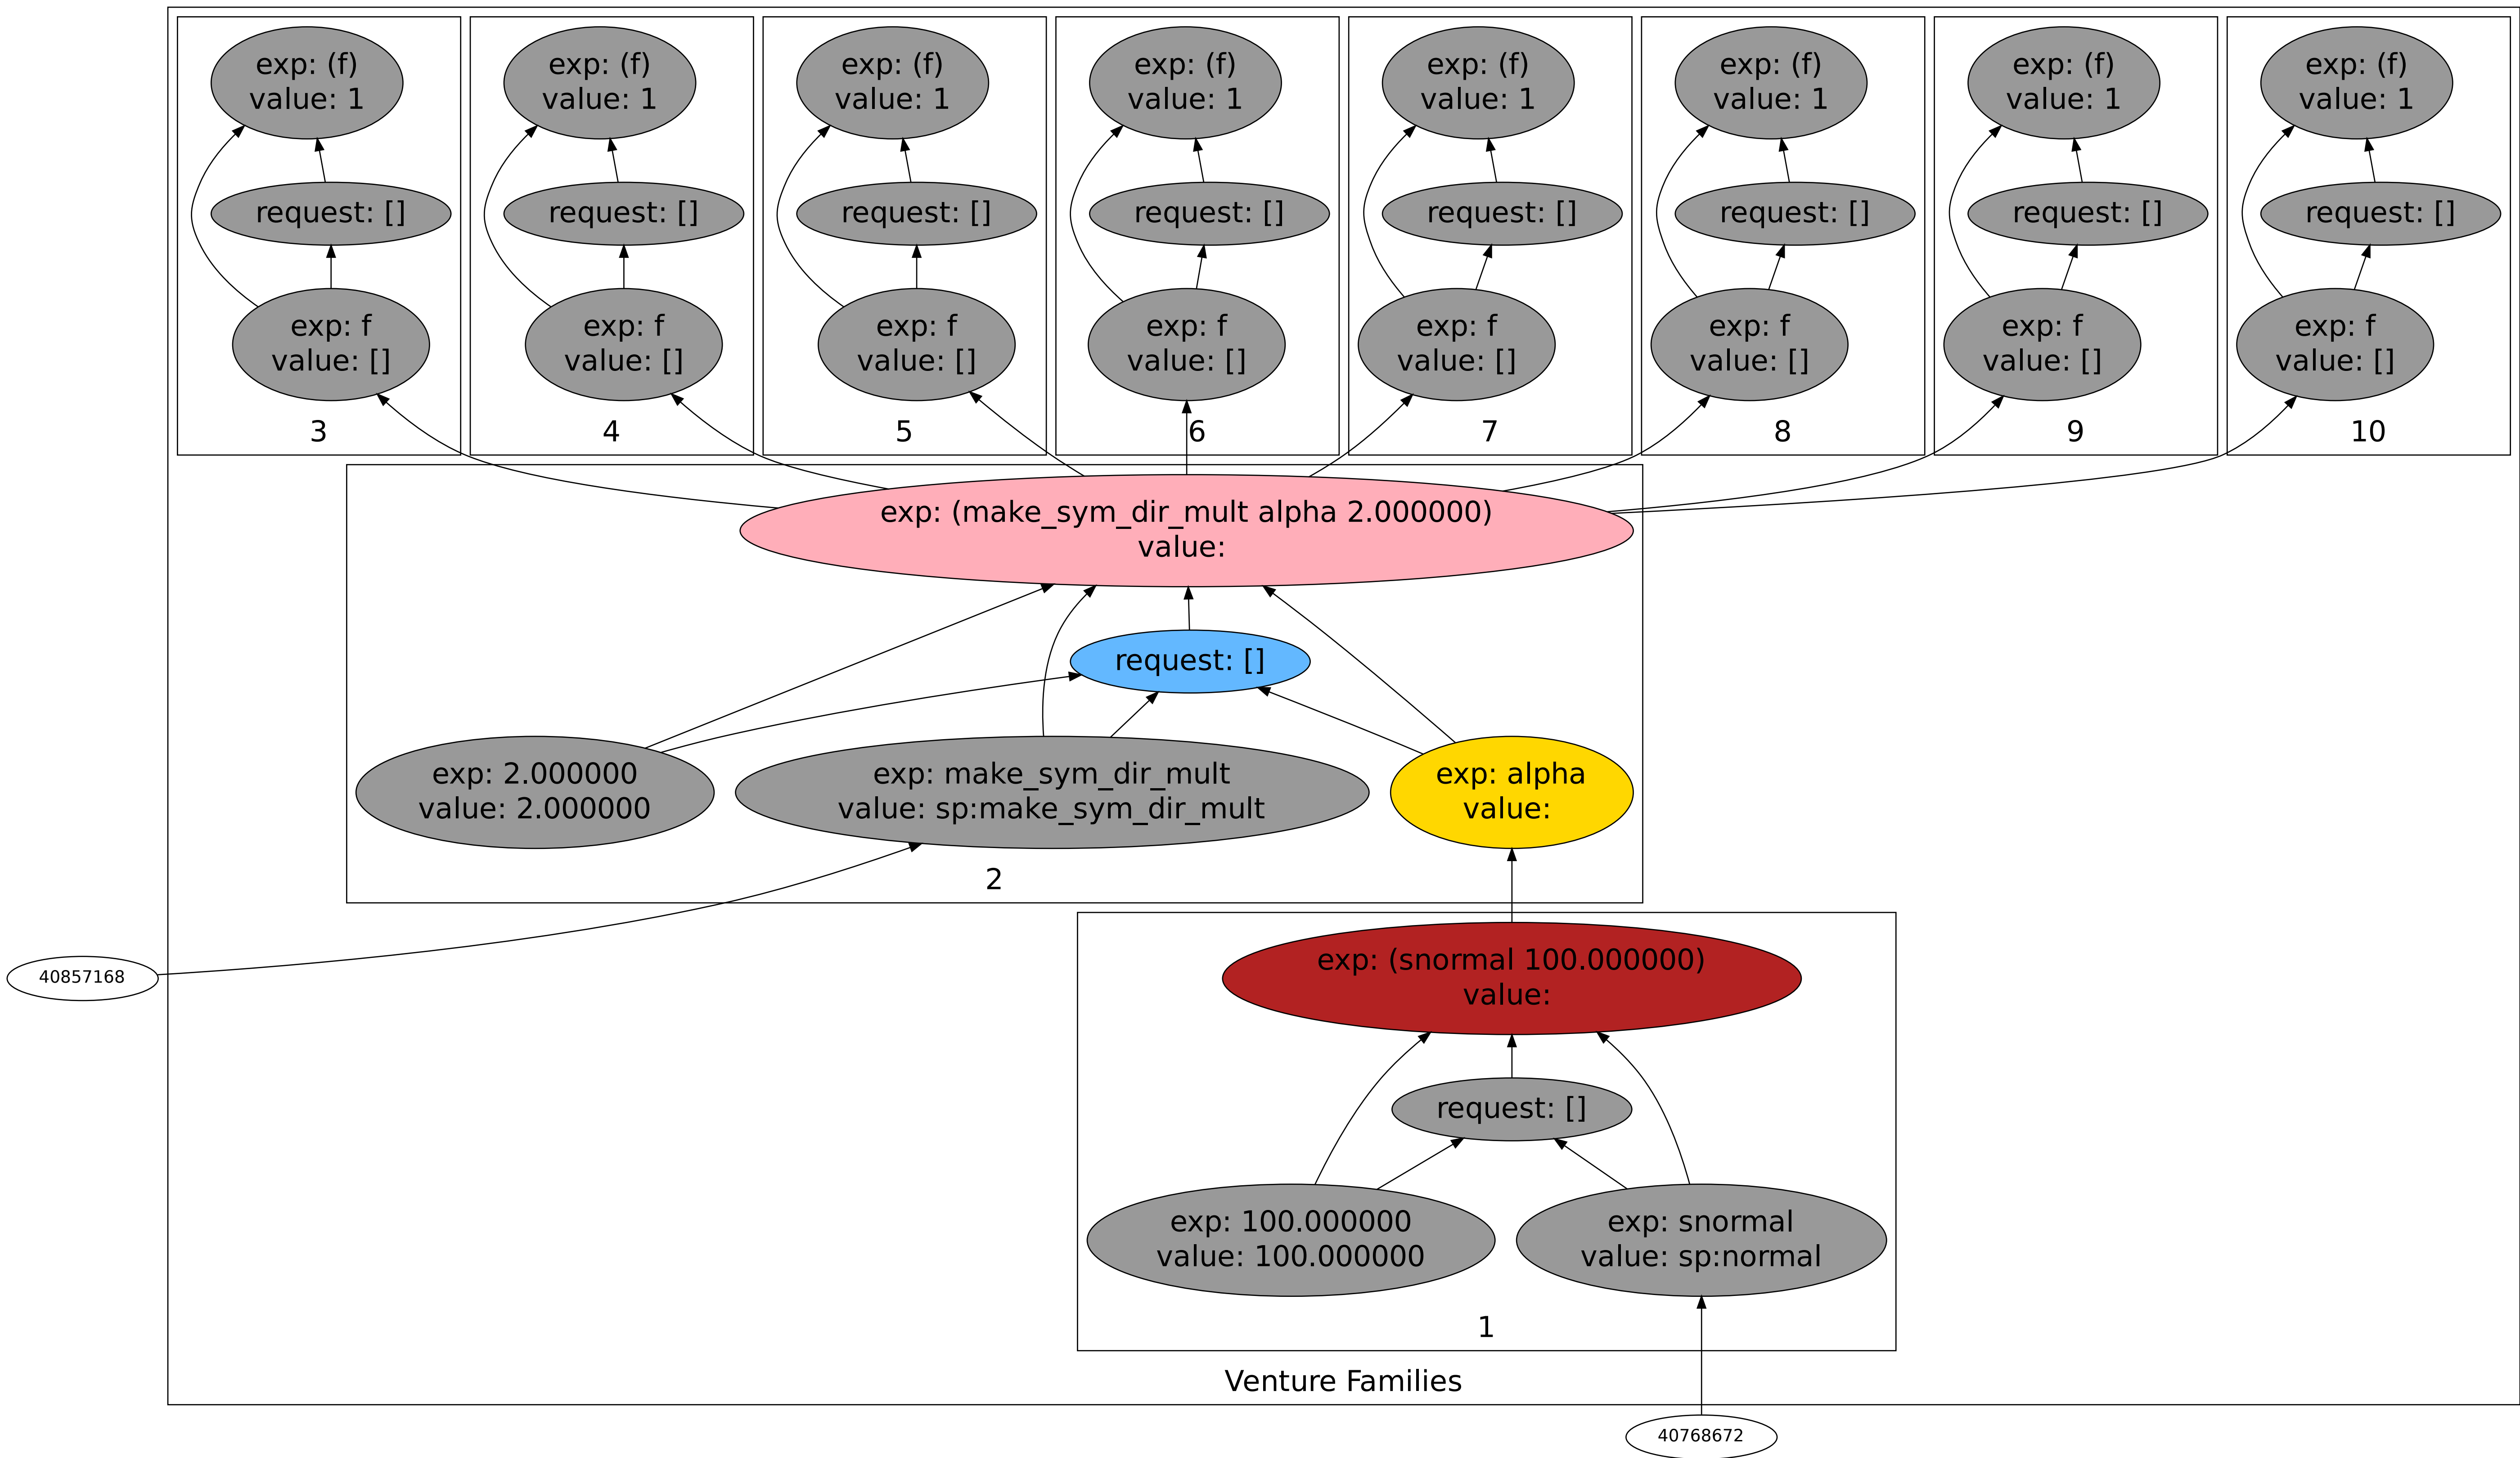 exp: (f)
value: 1
exp: (f)
value: 1
exp: (f)
value: 1
exp: (f)
value: 1
exp: (f)
value: 1
exp: (f)
value: 1
exp: (f)
value: 1
exp: (f)
value: 1
request: []
request: []
request: []
request: []
request: []
request: []
request: []
request: []
exp: f
value: []
exp: f
value: []
exp: f
value: []
exp: f
value: []
exp: f
value: []
exp: f
value: []
exp: f
value: []
exp: f
value: []
3
4
5
6
7
8
9
10
exp: (make_sym_dir_mult alpha 2.000000)
value:
request: []
exp: 2.000000
value: 2.000000
exp: make_sym_dir_mult
value: sp:make_sym_dir_mult
exp: alpha
value:
2
40857168
exp: (snormal 100.000000)
value:
request: []
exp: 100.000000
value: 100.000000
exp: snormal
value: sp:normal
1
Venture Families
40768672